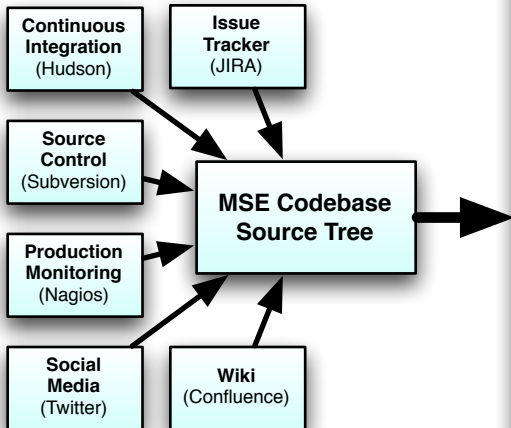 Continuous
Integration
(Hudson)
Issue
Tracker
(JIRA)
Source
Control
(Subversion)
MSE Codebase
Source Tree
Production
Monitoring
(Nagios)
Social
Media
(Twitter)
Wiki
(Confluence)